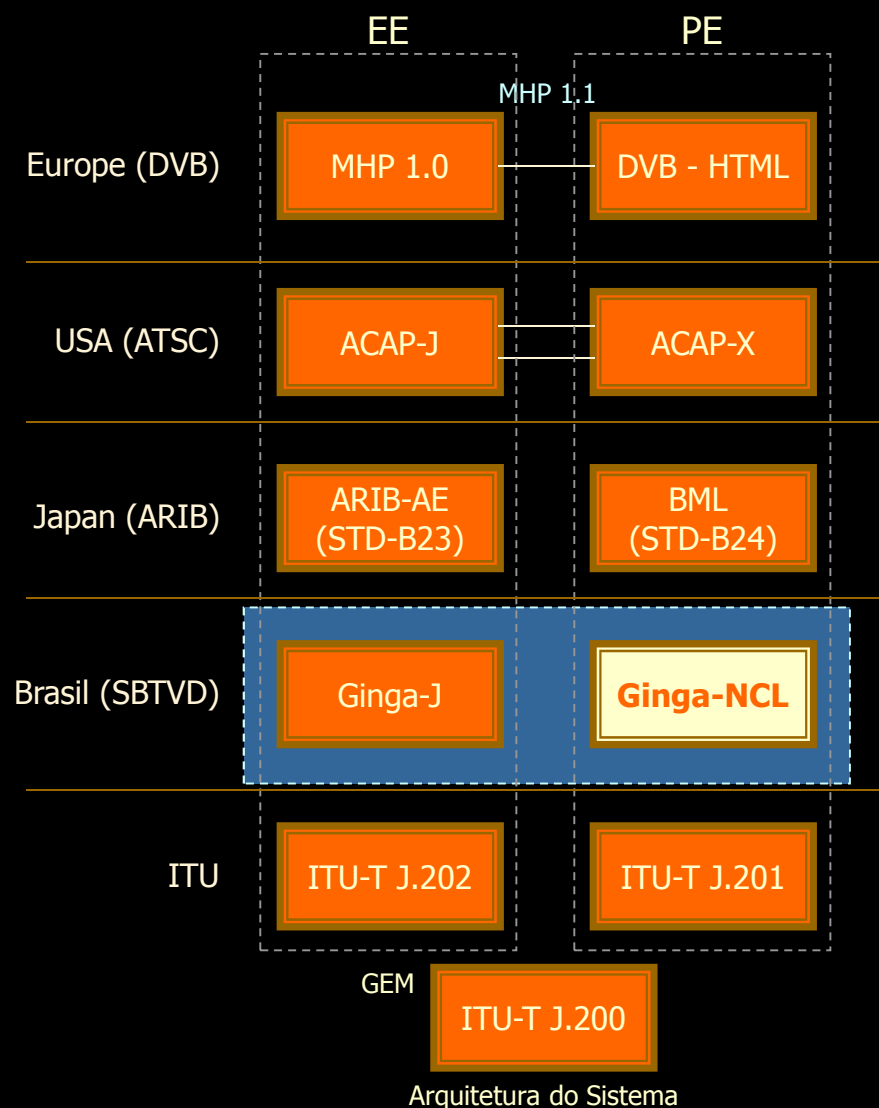 EE
PE
MHP 1.1
Europe (DVB)
MHP 1.0
DVB - HTML
USA (ATSC)
ACAP-J
ACAP-X
Japan (ARIB)
ARIB-AE
(STD-B23)
BML
(STD-B24)
Brasil (SBTVD)
Ginga-J
Ginga-NCL
ITU
ITU-T J.202
ITU-T J.201
GEM
ITU-T J.200
Arquitetura do Sistema